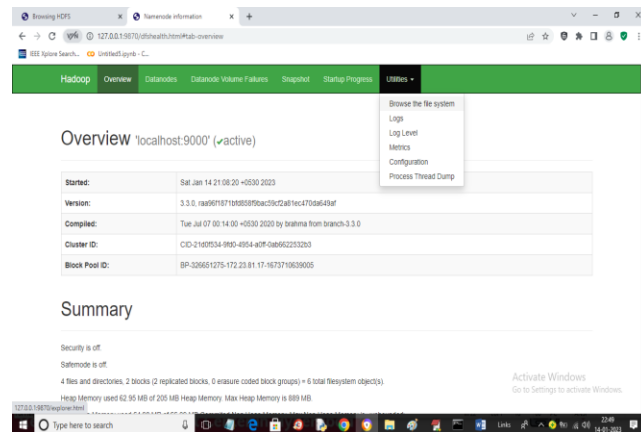 Browsing HDFS
Namenode information
127.0.0.1:9870/dfshealth.html#tab-overview
IEEE Xplore Search...
Untitled5.ipynb - C...
Hadoop
Overview
Datanodes
Datanode Volume Failures
Snapshot
Startup Progress
Utilities
Browse the file system
Logs
Log Level
Metrics
Configuration
Process Thread Dump
Overview 'localhost:9000' (✔active)
Started: Sat Jan 14 21:08:20 +0530 2023
Version: 3.3.0, raa96f1871bfd858f9bac59cf2a81ec470da649af
Compiled: Tue Jul 07 00:14:00 +0530 2020 by brahma from branch-3.3.0
Cluster ID: CID-21d0f534-9fd0-4954-a0ff-0ab6622532b3
Block Pool ID: BP-326651275-172.23.81.17-1673710639005
Summary
Security is off.
Safemode is off.
4 files and directories, 2 blocks (2 replicated blocks, 0 erasure coded block groups) = 6 total filesystem object(s).
Heap Memory used 62.95 MB of 205 MB Heap Memory. Max Heap Memory is 889 MB.
Activate Windows
Go to Settings to activate Windows.
127.0.0.1:9870/explorer.html
Type here to search
Links
22:49
14-01-2023